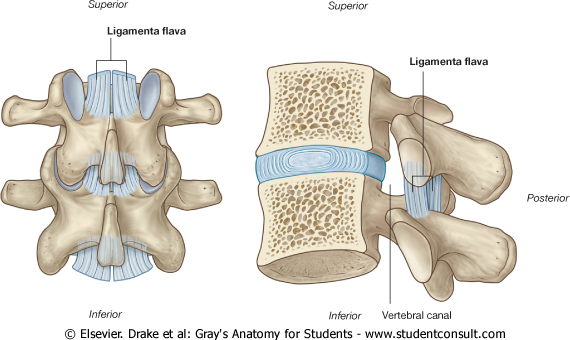 Superior
Superior
Ligamenta flava
Ligamenta flava
Posterior
Inferior
Inferior
Vertebral canal
© Elsevier. Drake et al: Gray's Anatomy for Students - www.studentconsult.com